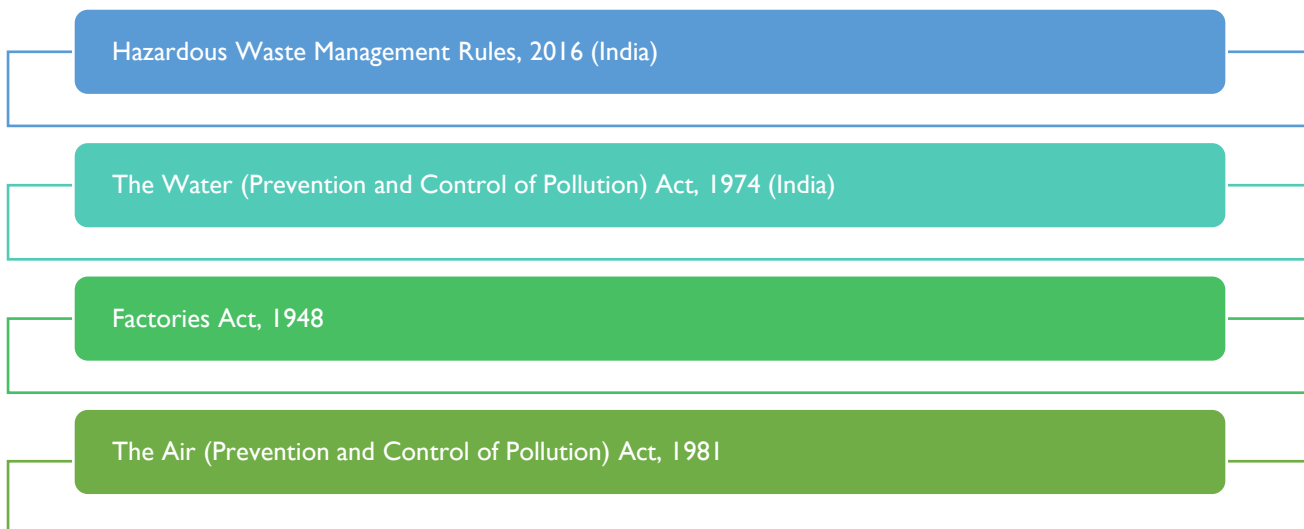 Hazardous Waste Management Rules, 2016 (India)
The Water (Prevention and Control of Pollution) Act, 1974 (India)
Factories Act, 1948
The Air (Prevention and Control of Pollution) Act, 1981